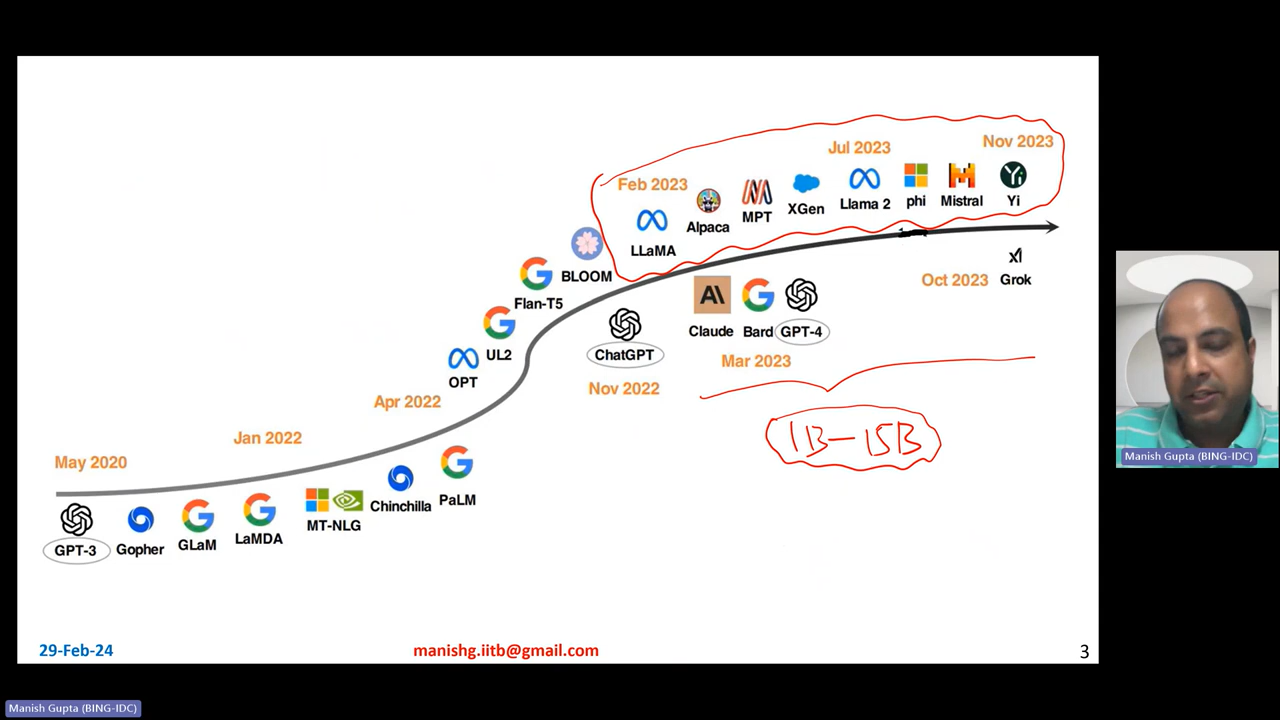 Nov 2023
Jul 2023
Feb 2023
Yi
Mistral
phi
Llama 2
XGen
MPT
Alpaca
LLaMA
BLOOM
Flan-T5
UL2
OPT
Oct 2023
Grok
Claude
Bard
GPT-4
Mar 2023
ChatGPT
Nov 2022
1B-15B
Apr 2022
Jan 2022
May 2020
PaLM
Chinchilla
MT-NLG
LaMDA
GLaM
Gopher
GPT-3
Manish Gupta (BING-IDC)
29-Feb-24
manishg.iitb@gmail.com
3
Manish Gupta (BING-IDC)